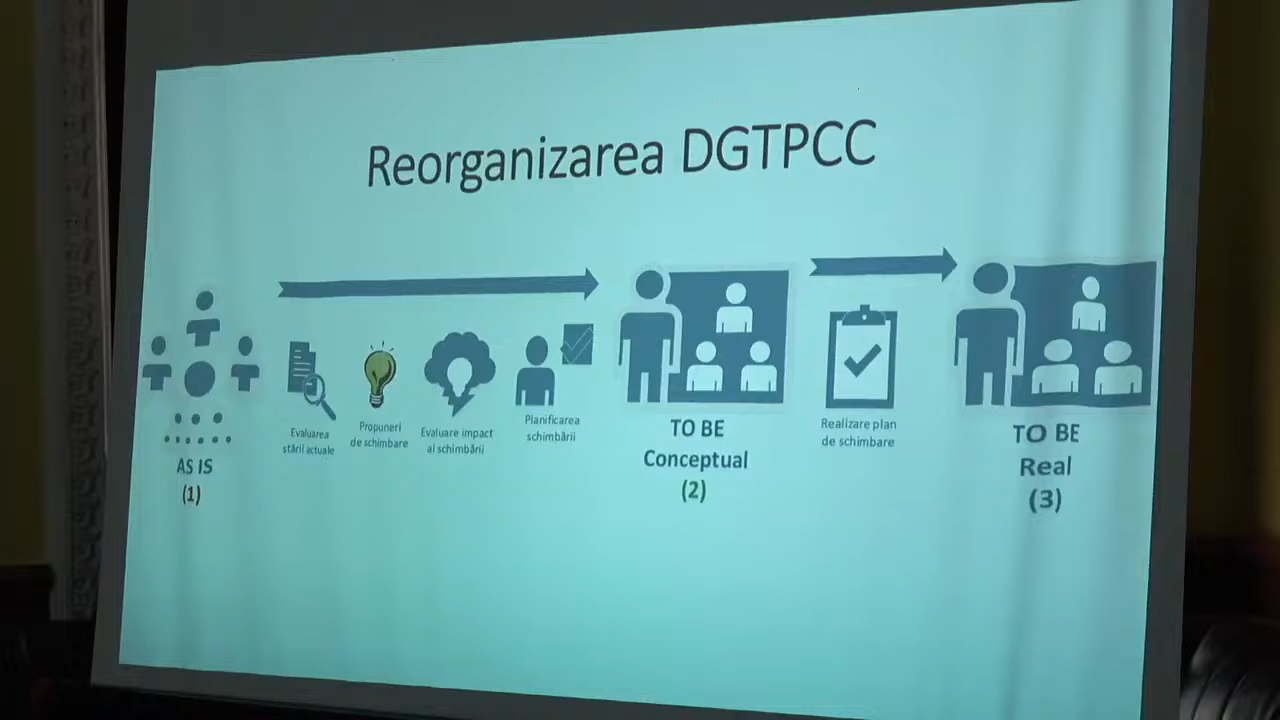 Reorganizarea DGTPCC
AS IS
(1)
Evaluarea
stării actuale
Propuneri
de schimbare
Evaluare impact
al schimbării
Planificarea
schimbării
TO BE
Conceptual
(2)
Realizare plan
de schimbare
TO BE
Real
(3)